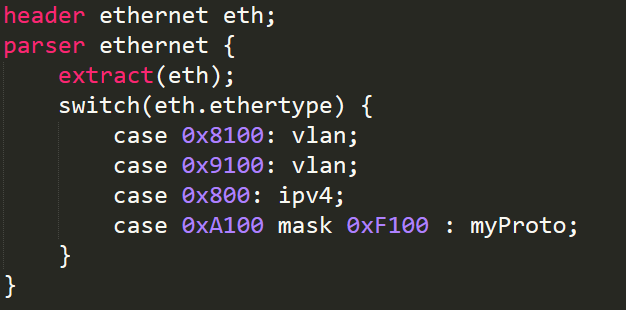 header ethernet eth;
parser ethernet {
    extract(eth);
    switch(eth.ethertype) {
        case 0x8100: vlan;
        case 0x9100: vlan;
        case 0x800: ipv4;
        case 0xA100 mask 0xF100 : myProto;
    }
}